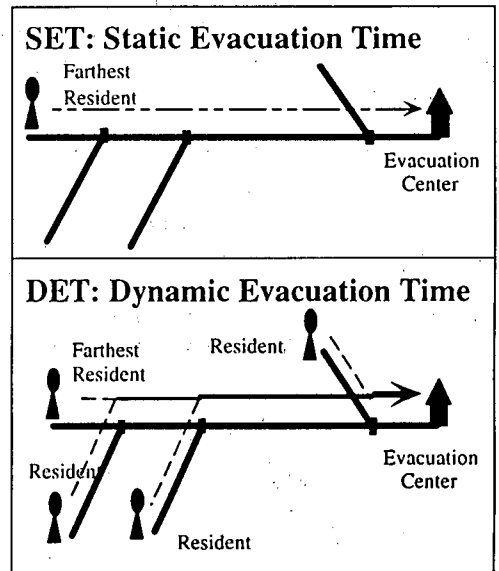 SET: Static Evacuation Time
Farthest
Resident
Evacuation
Center
DET: Dynamic Evacuation Time
Resident
Farthest
Resident
Resident
Evacuation
Center
Resident